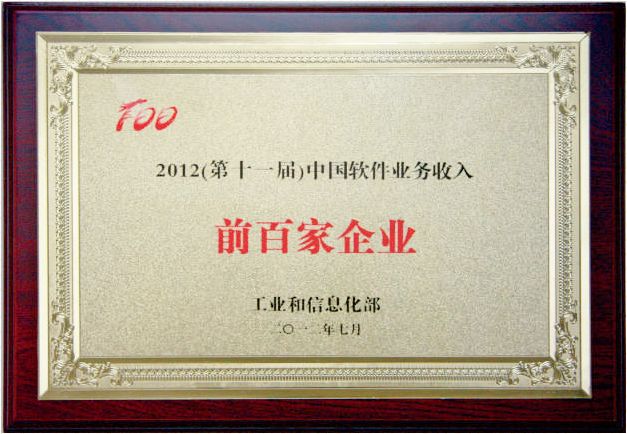 100
2012(第十一届)中国软件业务收入
前百家企业
工业和信息化部
二〇一二年七月